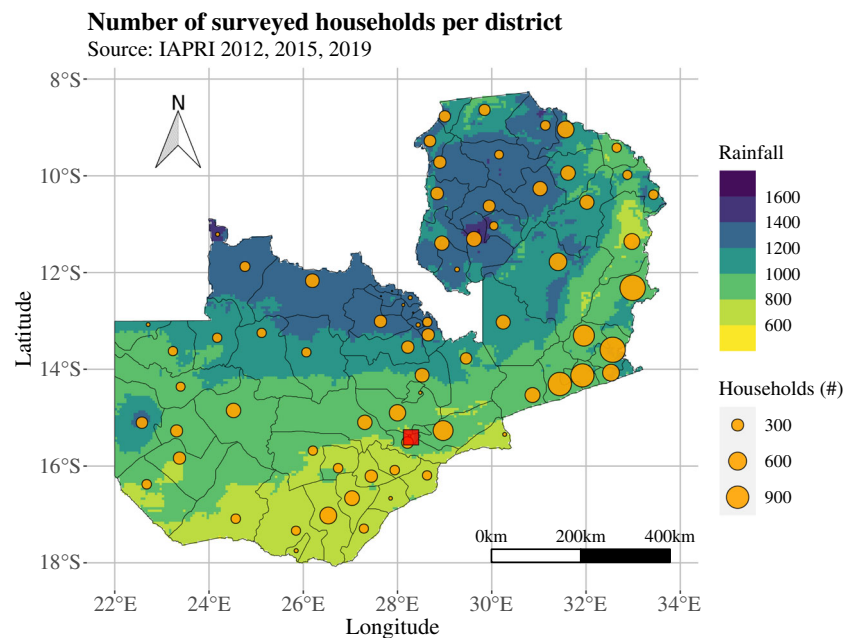 Number of surveyed households per district
Source: IAPRI 2012, 2015, 2019
8°S
10°S
12°S
14°S
16°S
18°S
Latitude
N
0km 200km 400km
22°E 24°E 26°E 28°E 30°E 32°E 34°E
Longitude
Rainfall
1600
1400
1200
1000
800
600
Households (#)
300
600
900